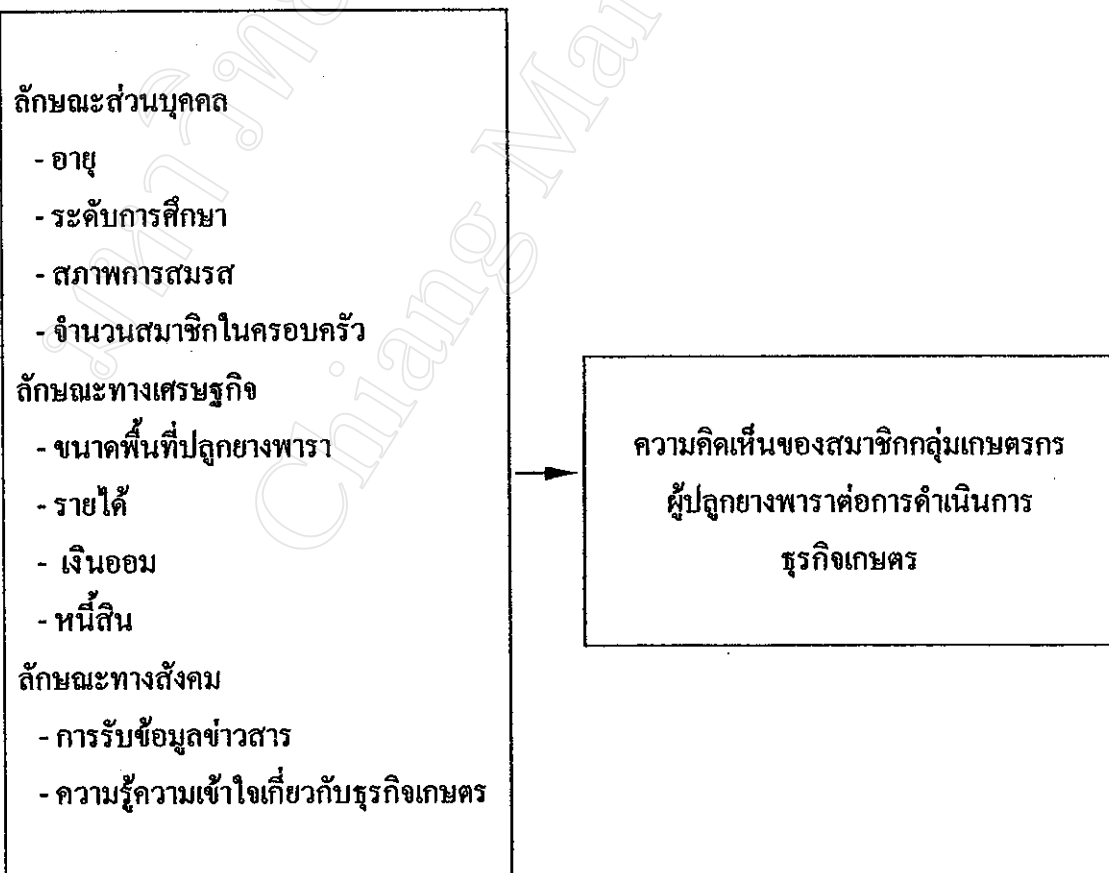 ลักษณะส่วนบุคคล
- อายุ
- ระดับการศึกษา
- สภาพการสมรส
- จำนวนสมาชิกในครอบครัว
ลักษณะทางเศรษฐกิจ
- ขนาดพื้นที่ปลูกยางพารา
- รายได้
- เงินออม
- หนี้สิน
ลักษณะทางสังคม
- การรับข้อมูลข่าวสาร
- ความรู้ความเข้าใจเกี่ยวกับธุรกิจเกษตร
ความคิดเห็นของสมาชิกกลุ่มเกษตรกร
ผู้ปลูกยางพาราต่อการดำเนินการ
ธุรกิจเกษตร
Chiang Mai